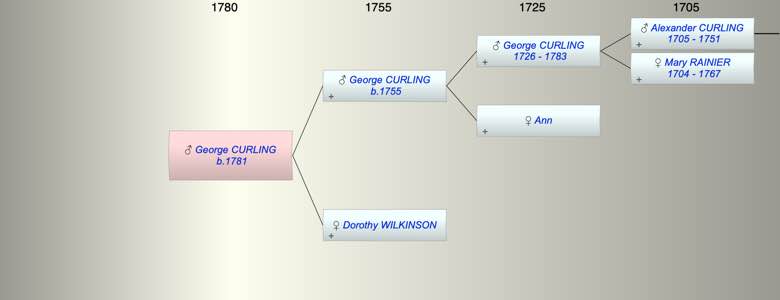 1780 1755 1725 1705
♂ Alexander CURLING
1705 - 1751
+
♂ George CURLING
1726 - 1783
+
♀ Mary RAINIER
1704 - 1767
+
♂ George CURLING
b.1755
+
♀ Ann
+
♂ George CURLING
b.1781
♀ Dorothy WILKINSON
+